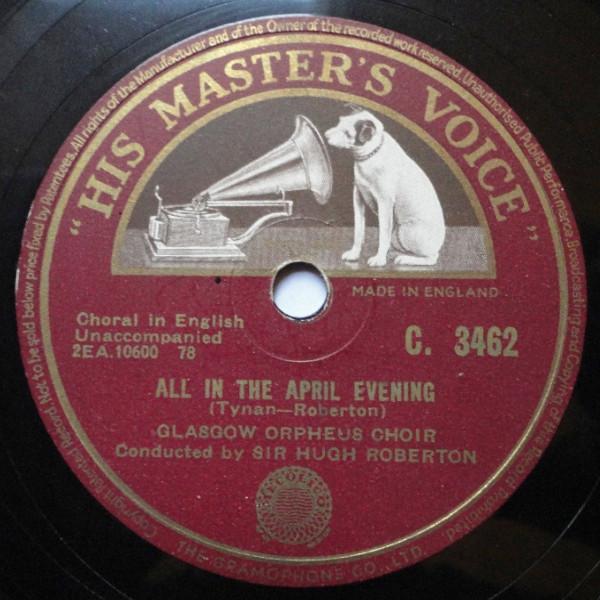 Copyright Patented Record. Not to be sold below price fixed by Patentees. All rights of the Manufacturer and of the Owner of the recorded work reserved. Unauthorised Public Performance, Broadcasting and Copying of this Record Prohibited.
"HIS MASTER'S VOICE"
MADE IN ENGLAND
Choral in English
Unaccompanied
2EA.10600 78
C. 3462
ALL IN THE APRIL EVENING
(Tynan—Roberton)
GLASGOW ORPHEUS CHOIR
Conducted by SIR HUGH ROBERTON
THE GRAMOPHONE CO., LTD.